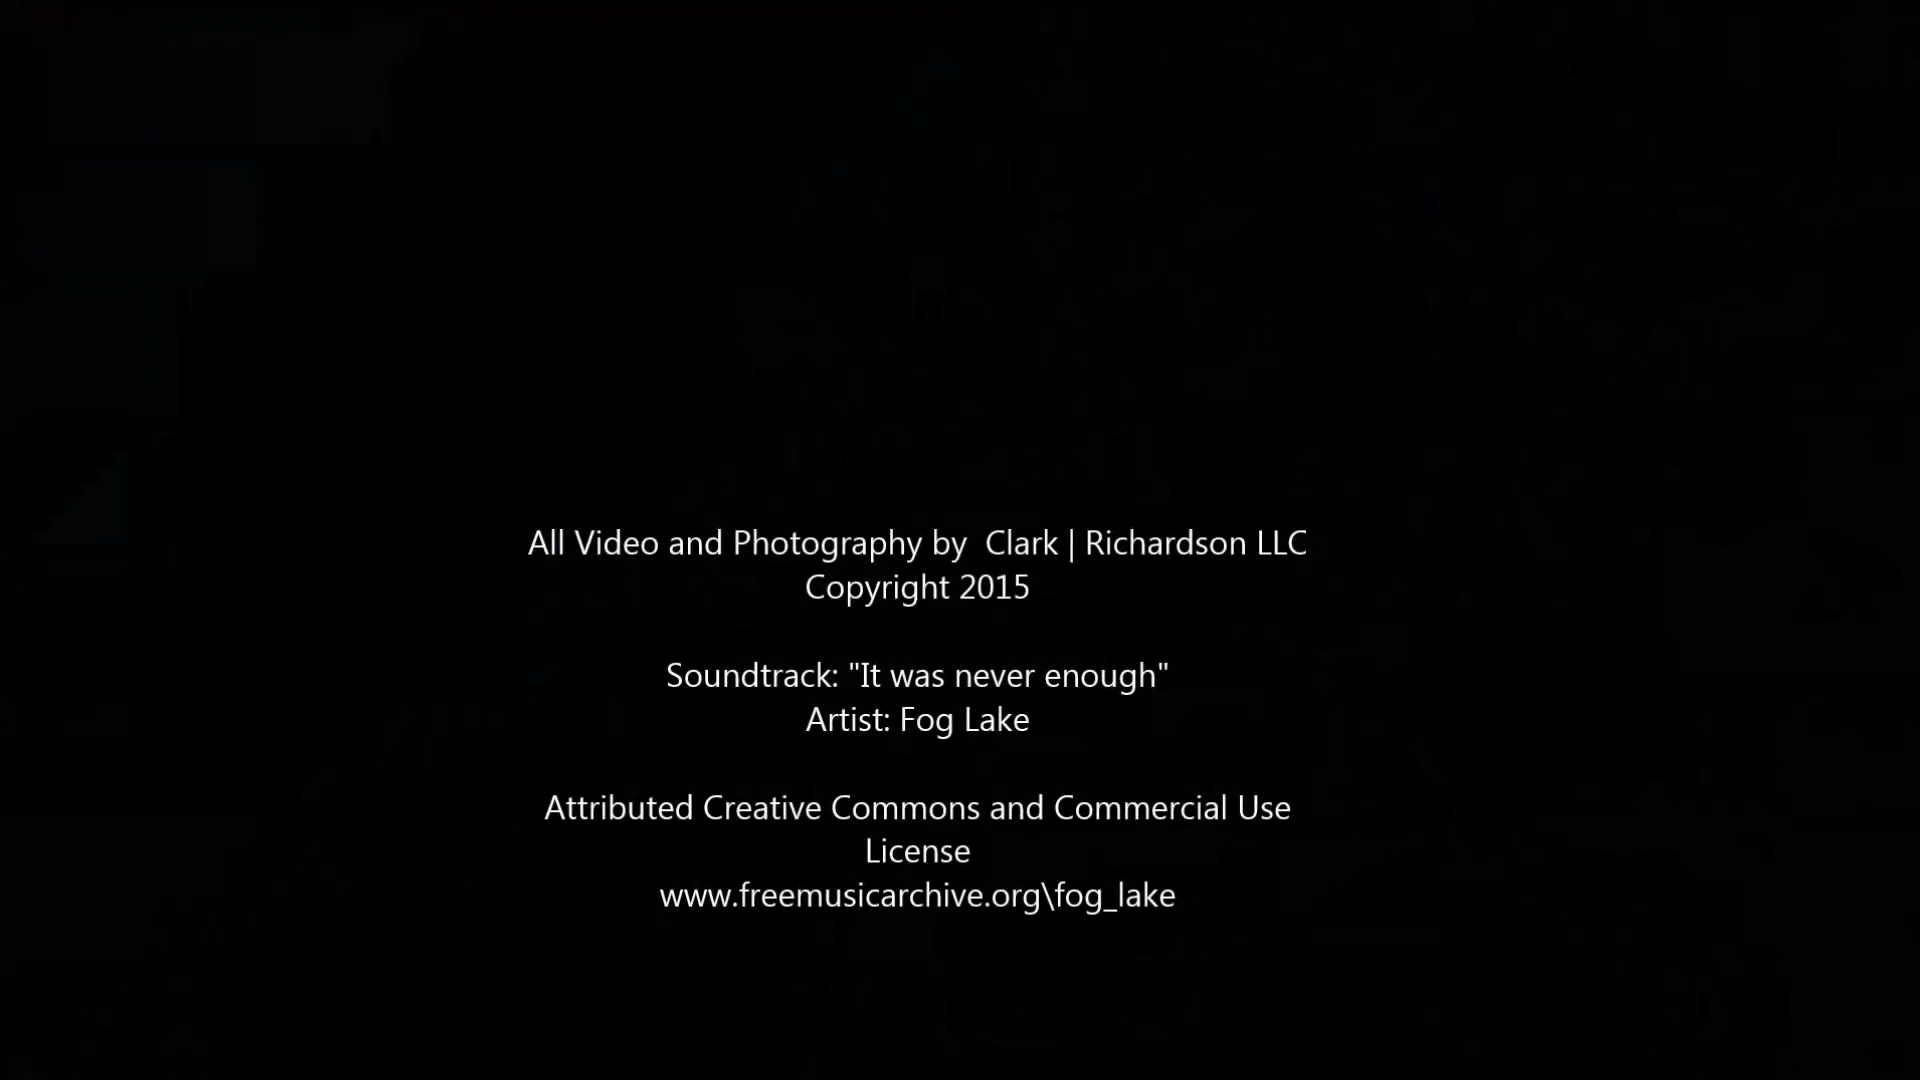 All Video and Photography by  Clark | Richardson LLC
Copyright 2015
Soundtrack: "It was never enough"
Artist: Fog Lake
Attributed Creative Commons and Commercial Use
License
www.freemusicarchive.org\fog_lake